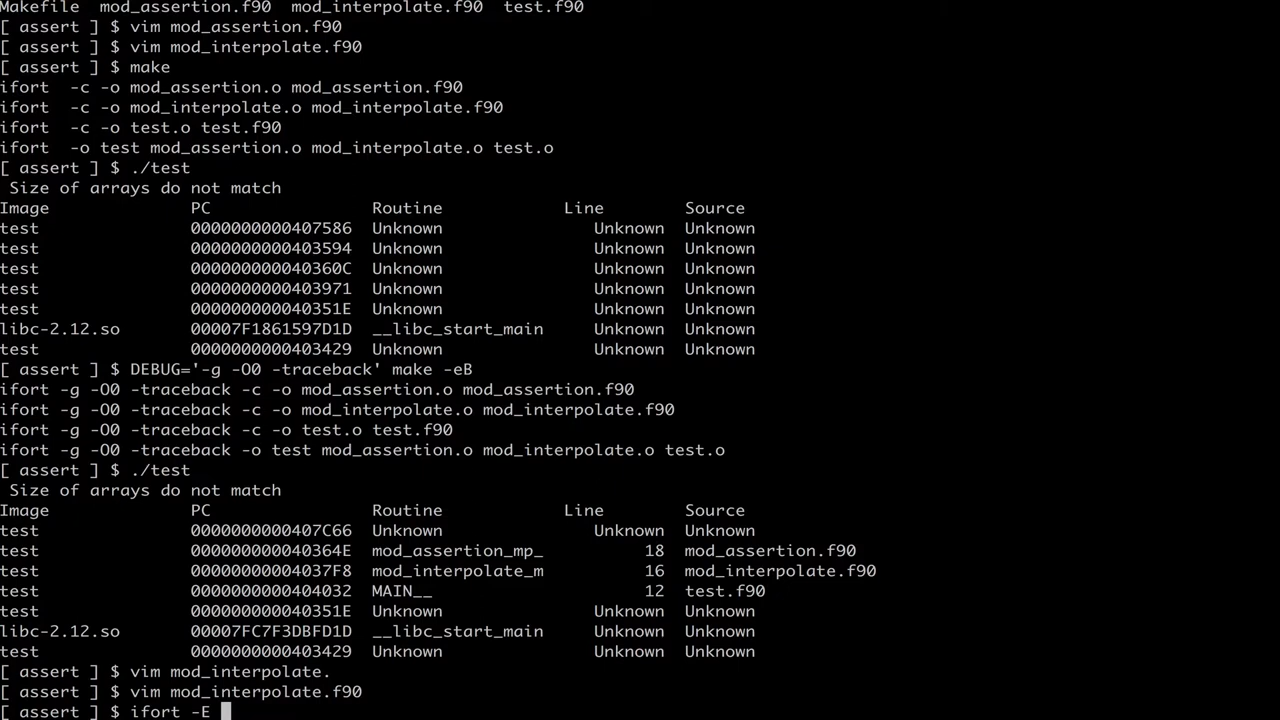 Makefile  mod_assertion.f90  mod_interpolate.f90  test.f90
[ assert ] $ vim mod_assertion.f90
[ assert ] $ vim mod_interpolate.f90
[ assert ] $ make
ifort  -c -o mod_assertion.o mod_assertion.f90
ifort  -c -o mod_interpolate.o mod_interpolate.f90
ifort  -c -o test.o test.f90
ifort  -o test mod_assertion.o mod_interpolate.o test.o
[ assert ] $ ./test
 Size of arrays do not match
Image              PC                Routine            Line        Source
test               0000000000407586  Unknown               Unknown  Unknown
test               0000000000403594  Unknown               Unknown  Unknown
test               000000000040360C  Unknown               Unknown  Unknown
test               0000000000403971  Unknown               Unknown  Unknown
test               000000000040351E  Unknown               Unknown  Unknown
libc-2.12.so       00007F1861597D1D  __libc_start_main     Unknown  Unknown
test               0000000000403429  Unknown               Unknown  Unknown
[ assert ] $ DEBUG='-g -O0 -traceback' make -eB
ifort -g -O0 -traceback -c -o mod_assertion.o mod_assertion.f90
ifort -g -O0 -traceback -c -o mod_interpolate.o mod_interpolate.f90
ifort -g -O0 -traceback -c -o test.o test.f90
ifort -g -O0 -traceback -o test mod_assertion.o mod_interpolate.o test.o
[ assert ] $ ./test
 Size of arrays do not match
Image              PC                Routine            Line        Source
test               0000000000407C66  Unknown               Unknown  Unknown
test               000000000040364E  mod_assertion_mp_          18  mod_assertion.f90
test               00000000004037F8  mod_interpolate_m          16  mod_interpolate.f90
test               0000000000404032  MAIN__                     12  test.f90
test               000000000040351E  Unknown               Unknown  Unknown
libc-2.12.so       00007FC7F3DBFD1D  __libc_start_main     Unknown  Unknown
test               0000000000403429  Unknown               Unknown  Unknown
[ assert ] $ vim mod_interpolate.
[ assert ] $ vim mod_interpolate.f90
[ assert ] $ ifort -E